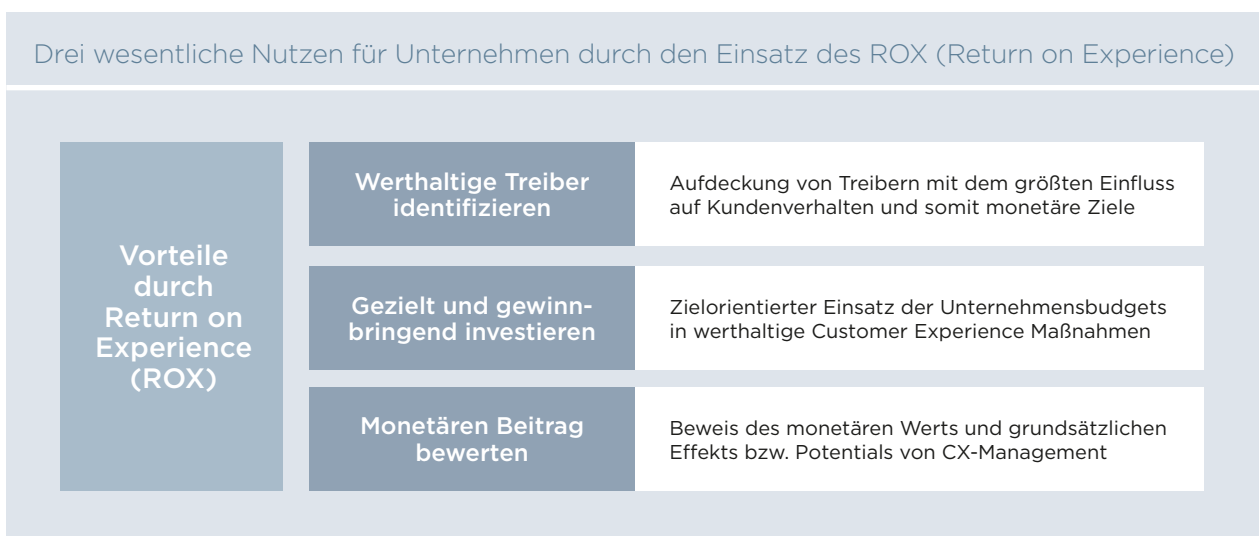 Drei wesentliche Nutzen für Unternehmen durch den Einsatz des ROX (Return on Experience)
Vorteile
durch
Return on
Experience
(ROX)
Werthaltige Treiber
identifizieren
Aufdeckung von Treibern mit dem größten Einfluss
auf Kundenverhalten und somit monetäre Ziele
Gezielt und gewinn-
bringend investieren
Zielorientierter Einsatz der Unternehmensbudgets
in werthaltige Customer Experience Maßnahmen
Monetären Beitrag
bewerten
Beweis des monetären Werts und grundsätzlichen
Effekts bzw. Potentials von CX-Management